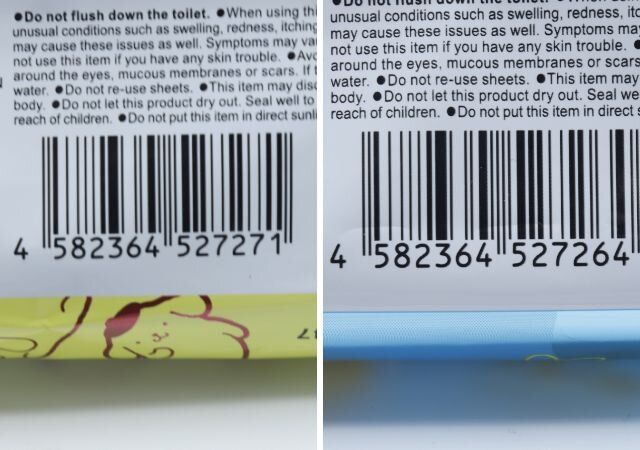 ●Do not flush down the toilet. ●When using
unusual conditions such as swelling, redness, itching
may cause these issues as well. Symptoms may
not use this item if you have any skin trouble.
around the eyes, mucous membranes or scars. If
water. ●Do not re-use sheets. ●This item may
body. ●Do not let this product dry out. Seal well to
reach of children. ●Do not put this item in direct
4 582364 527271
●Do not flush down the toilet.
unusual conditions such as swelling, redness,
may cause these issues as well. Symptoms may
not use this item if you have any skin trouble.
around the eyes, mucous membranes or scars
water. ●Do not re-use sheets. ●This item may
body. ●Do not let this product dry out. Seal
reach of children. ●Do not put this item in direct
4 582364 527264